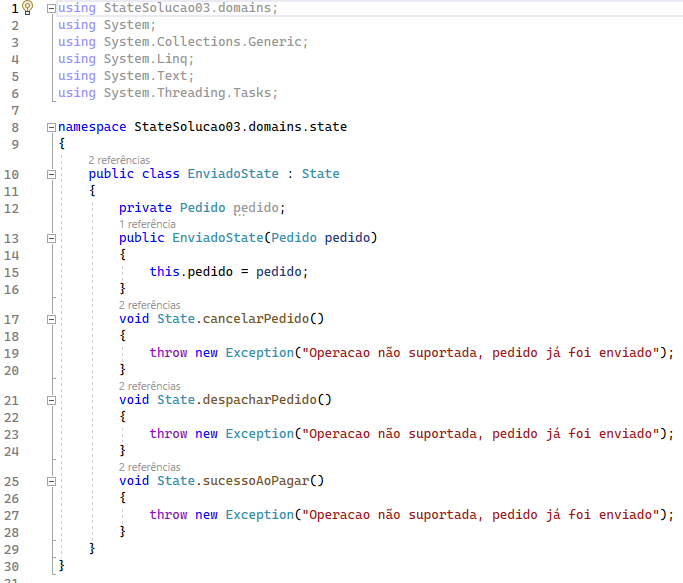 1 using StateSolucao03.domains;
2 using System;
3 using System.Collections.Generic;
4 using System.Linq;
5 using System.Text;
6 using System.Threading.Tasks;
7
8 namespace StateSolucao03.domains.state
9 {
2 referências
10 public class EnviadoState : State
11 {
12 private Pedido pedido;
1 referência
13 public EnviadoState(Pedido pedido)
14 {
15 this.pedido = pedido;
16 }
2 referências
17 void State.cancelarPedido()
18 {
19 throw new Exception("Operacao não suportada, pedido já foi enviado");
20 }
2 referências
21 void State.despacharPedido()
22 {
23 throw new Exception("Operacao não suportada, pedido já foi enviado");
24 }
2 referências
25 void State.sucessoAoPagar()
26 {
27 throw new Exception("Operacao não suportada, pedido já foi enviado");
28 }
29 }
30 }